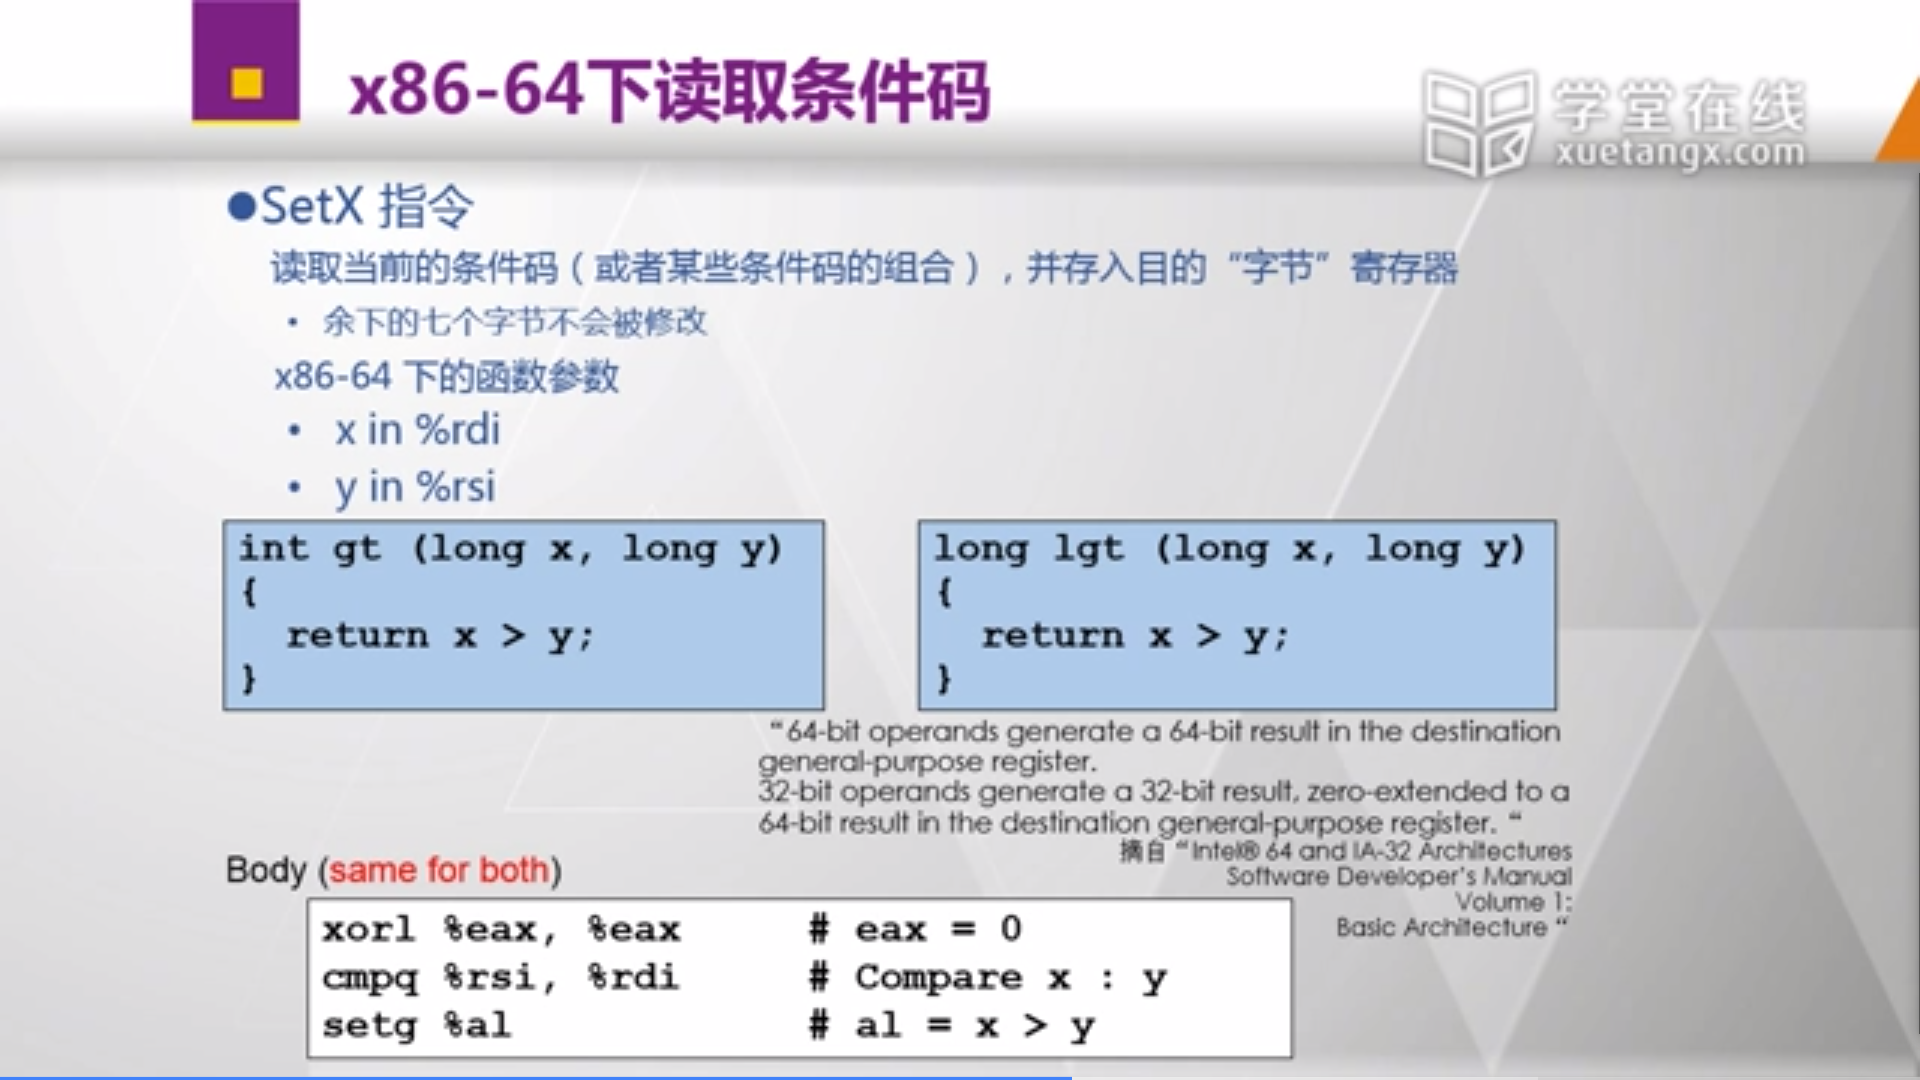 x86-64下读取条件码
学堂在线
xuetangx.com
●SetX 指令
读取当前的条件码（或者某些条件码的组合），并存入目的“字节”寄存器
• 余下的七个字节不会被修改
x86-64 下的函数参数
• x in %rdi
• y in %rsi
int gt (long x, long y)
{
  return x > y;
}
long lgt (long x, long y)
{
  return x > y;
}
“64-bit operands generate a 64-bit result in the destination
general-purpose register.
32-bit operands generate a 32-bit result, zero-extended to a
64-bit result in the destination general-purpose register. “
摘自 “Intel® 64 and IA-32 Architectures
Software Developer's Manual
Volume 1:
Basic Architecture “
Body (same for both)
xorl %eax, %eax # eax = 0
cmpq %rsi, %rdi # Compare x : y
setg %al # al = x > y